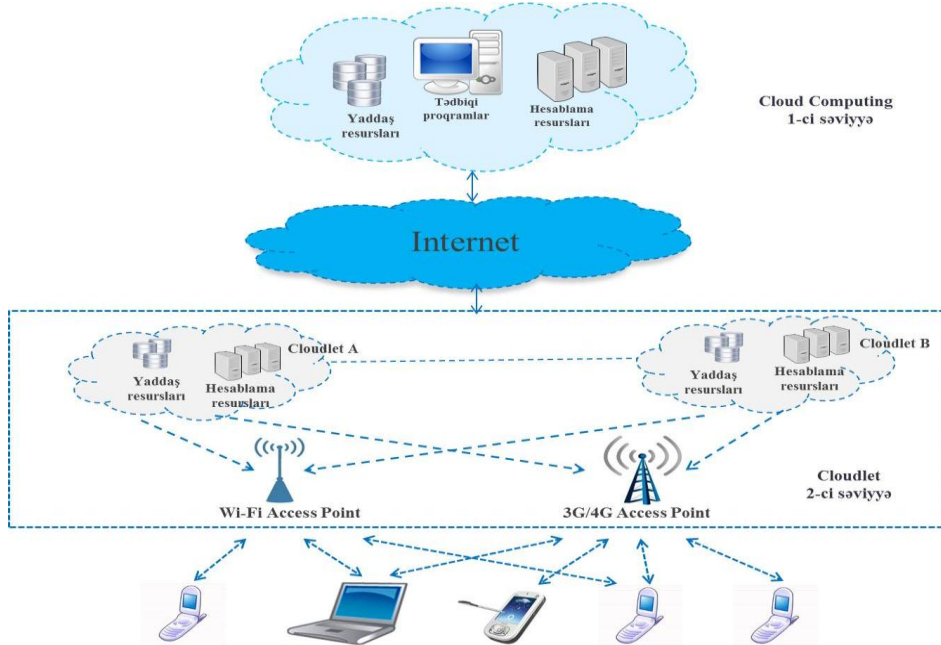 Yaddaş
resursları
Tədbiqi
proqramlar
Hesablama
resursları
Cloud Computing
1-ci səviyyə
Internet
Cloudlet A
Yaddaş
resursları
Hesablama
resursları
Cloudlet B
Yaddaş
resursları
Hesablama
resursları
Cloudlet
2-ci səviyyə
Wi-Fi Access Point
3G/4G Access Point